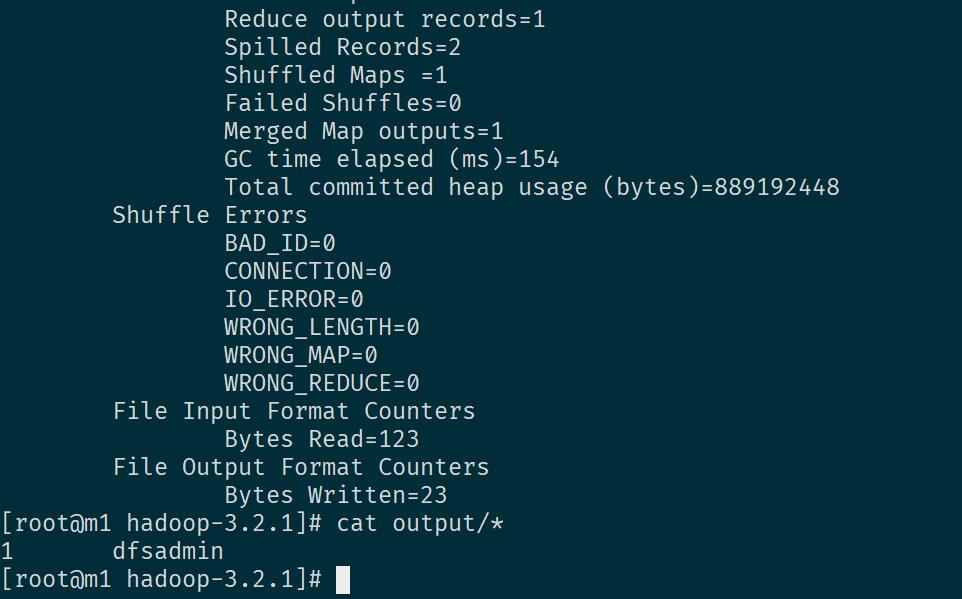 Reduce output records=1
Spilled Records=2
Shuffled Maps =1
Failed Shuffles=0
Merged Map outputs=1
GC time elapsed (ms)=154
Total committed heap usage (bytes)=889192448
Shuffle Errors
BAD_ID=0
CONNECTION=0
IO_ERROR=0
WRONG_LENGTH=0
WRONG_MAP=0
WRONG_REDUCE=0
File Input Format Counters
Bytes Read=123
File Output Format Counters
Bytes Written=23
[root@m1 hadoop-3.2.1]# cat output/*
1       dfsadmin
[root@m1 hadoop-3.2.1]#